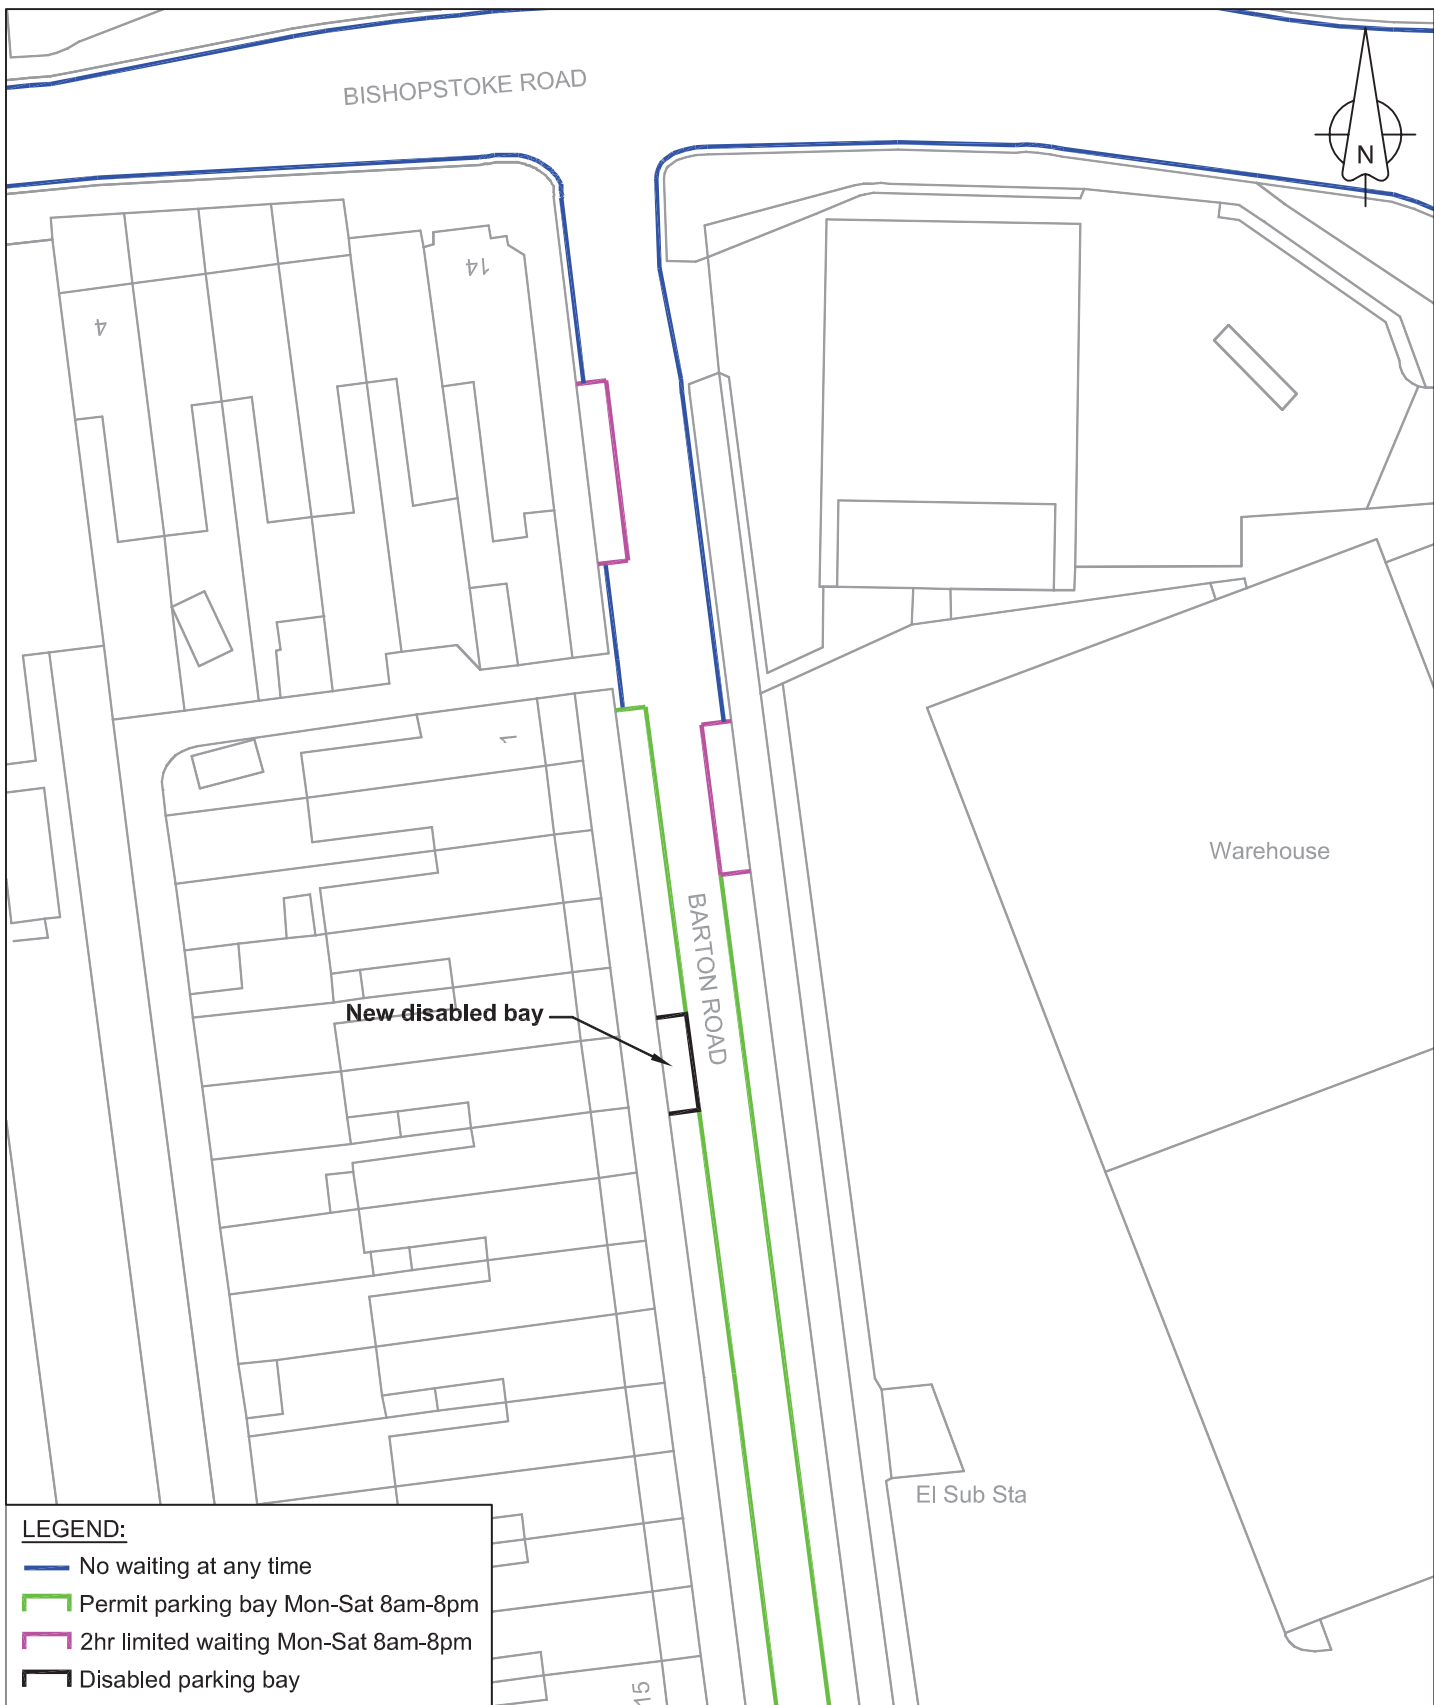 BISHOPSTOKE ROAD
N
14
4
1
Warehouse
BARTON ROAD
New disabled bay
El Sub Sta
15
LEGEND:
No waiting at any time
Permit parking bay Mon-Sat 8am-8pm
2hr limited waiting Mon-Sat 8am-8pm
Disabled parking bay